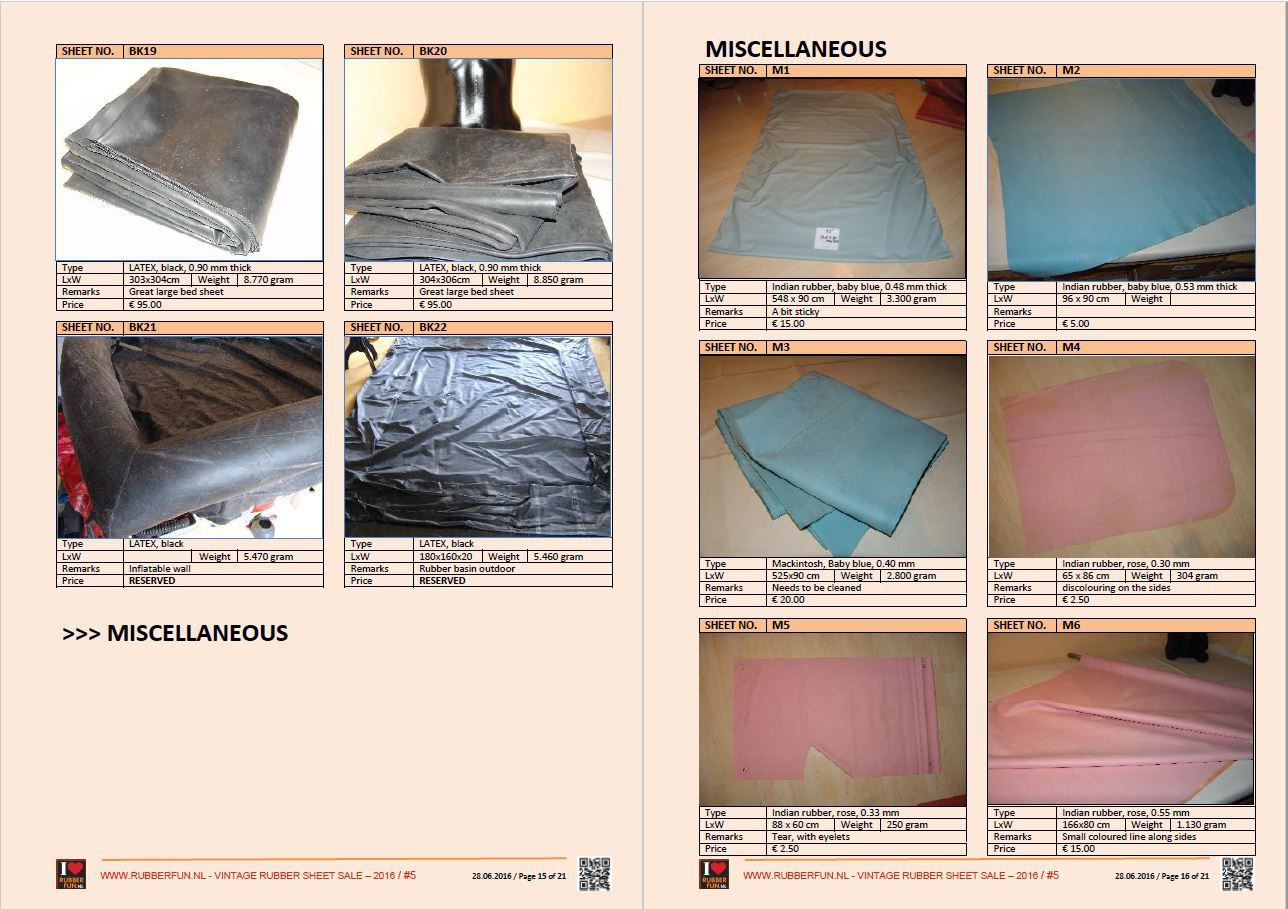 SHEET NO. BK19
Type LATEX, black, 0.90 mm thick
LxW 303x304cm Weight 8.770 gram
Remarks Great large bed sheet
Price € 95.00
SHEET NO. BK20
Type LATEX, black, 0.90 mm thick
LxW 304x306cm Weight 8.850 gram
Remarks Great large bed sheet
Price € 95.00
SHEET NO. BK21
Type LATEX, black
LxW Weight 5.470 gram
Remarks Inflatable wall
Price RESERVED
SHEET NO. BK22
Type LATEX, black
LxW 180x160x20 Weight 5.460 gram
Remarks Rubber basin outdoor
Price RESERVED
>>> MISCELLANEOUS
I
RUBBER
FUN.NL
WWW.RUBBERFUN.NL - VINTAGE RUBBER SHEET SALE – 2016 / #5
28.06.2016 / Page 15 of 21
MISCELLANEOUS
SHEET NO. M1
Type Indian rubber, baby blue, 0.48 mm thick
LxW 548 x 90 cm Weight 3.300 gram
Remarks A bit sticky
Price € 15.00
SHEET NO. M2
Type Indian rubber, baby blue, 0.53 mm thick
LxW 96 x 90 cm Weight
Remarks
Price € 5.00
SHEET NO. M3
Type Mackintosh, Baby blue, 0.40 mm
LxW 525x90 cm Weight 2.800 gram
Remarks Needs to be cleaned
Price € 20.00
SHEET NO. M4
Type Indian rubber, rose, 0.30 mm
LxW 65 x 86 cm Weight 304 gram
Remarks discolouring on the sides
Price € 2.50
SHEET NO. M5
Type Indian rubber, rose, 0.33 mm
LxW 88 x 60 cm Weight 250 gram
Remarks Tear, with eyelets
Price € 2.50
SHEET NO. M6
Type Indian rubber, rose, 0.55 mm
LxW 166x80 cm Weight 1.130 gram
Remarks Small coloured line along sides
Price € 15.00
I
RUBBER
FUN.NL
WWW.RUBBERFUN.NL - VINTAGE RUBBER SHEET SALE – 2016 / #5
28.06.2016 / Page 16 of 21